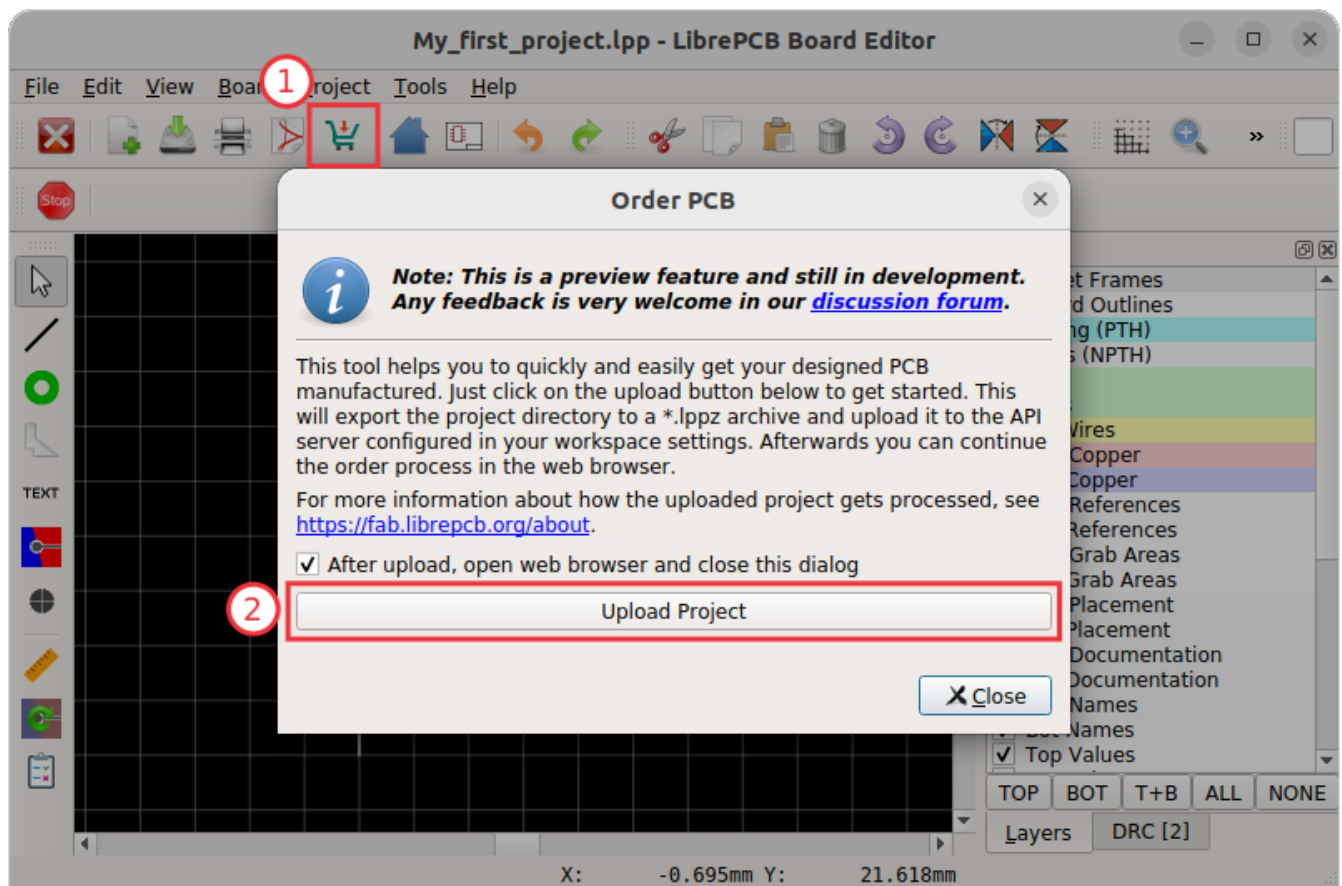 My_first_project.lpp - LibrePCB Board Editor
File Edit View Boar roject Tools Help
1
»
Stop
Order PCB
Note: This is a preview feature and still in development.
Any feedback is very welcome in our discussion forum.
This tool helps you to quickly and easily get your designed PCB
manufactured. Just click on the upload button below to get started. This
will export the project directory to a *.lppz archive and upload it to the API
server configured in your workspace settings. Afterwards you can continue
the order process in the web browser.
For more information about how the uploaded project gets processed, see
https://fab.librepcb.org/about.
After upload, open web browser and close this dialog
2
Upload Project
Close
TEXT
et Frames
rd Outlines
ng (PTH)
s (NPTH)
Wires
Copper
Copper
References
References
Grab Areas
Grab Areas
Placement
Placement
Documentation
Documentation
Names
Bot Names
Top Values
TOP BOT T+B ALL NONE
Layers DRC [2]
X: -0.695mm Y: 21.618mm